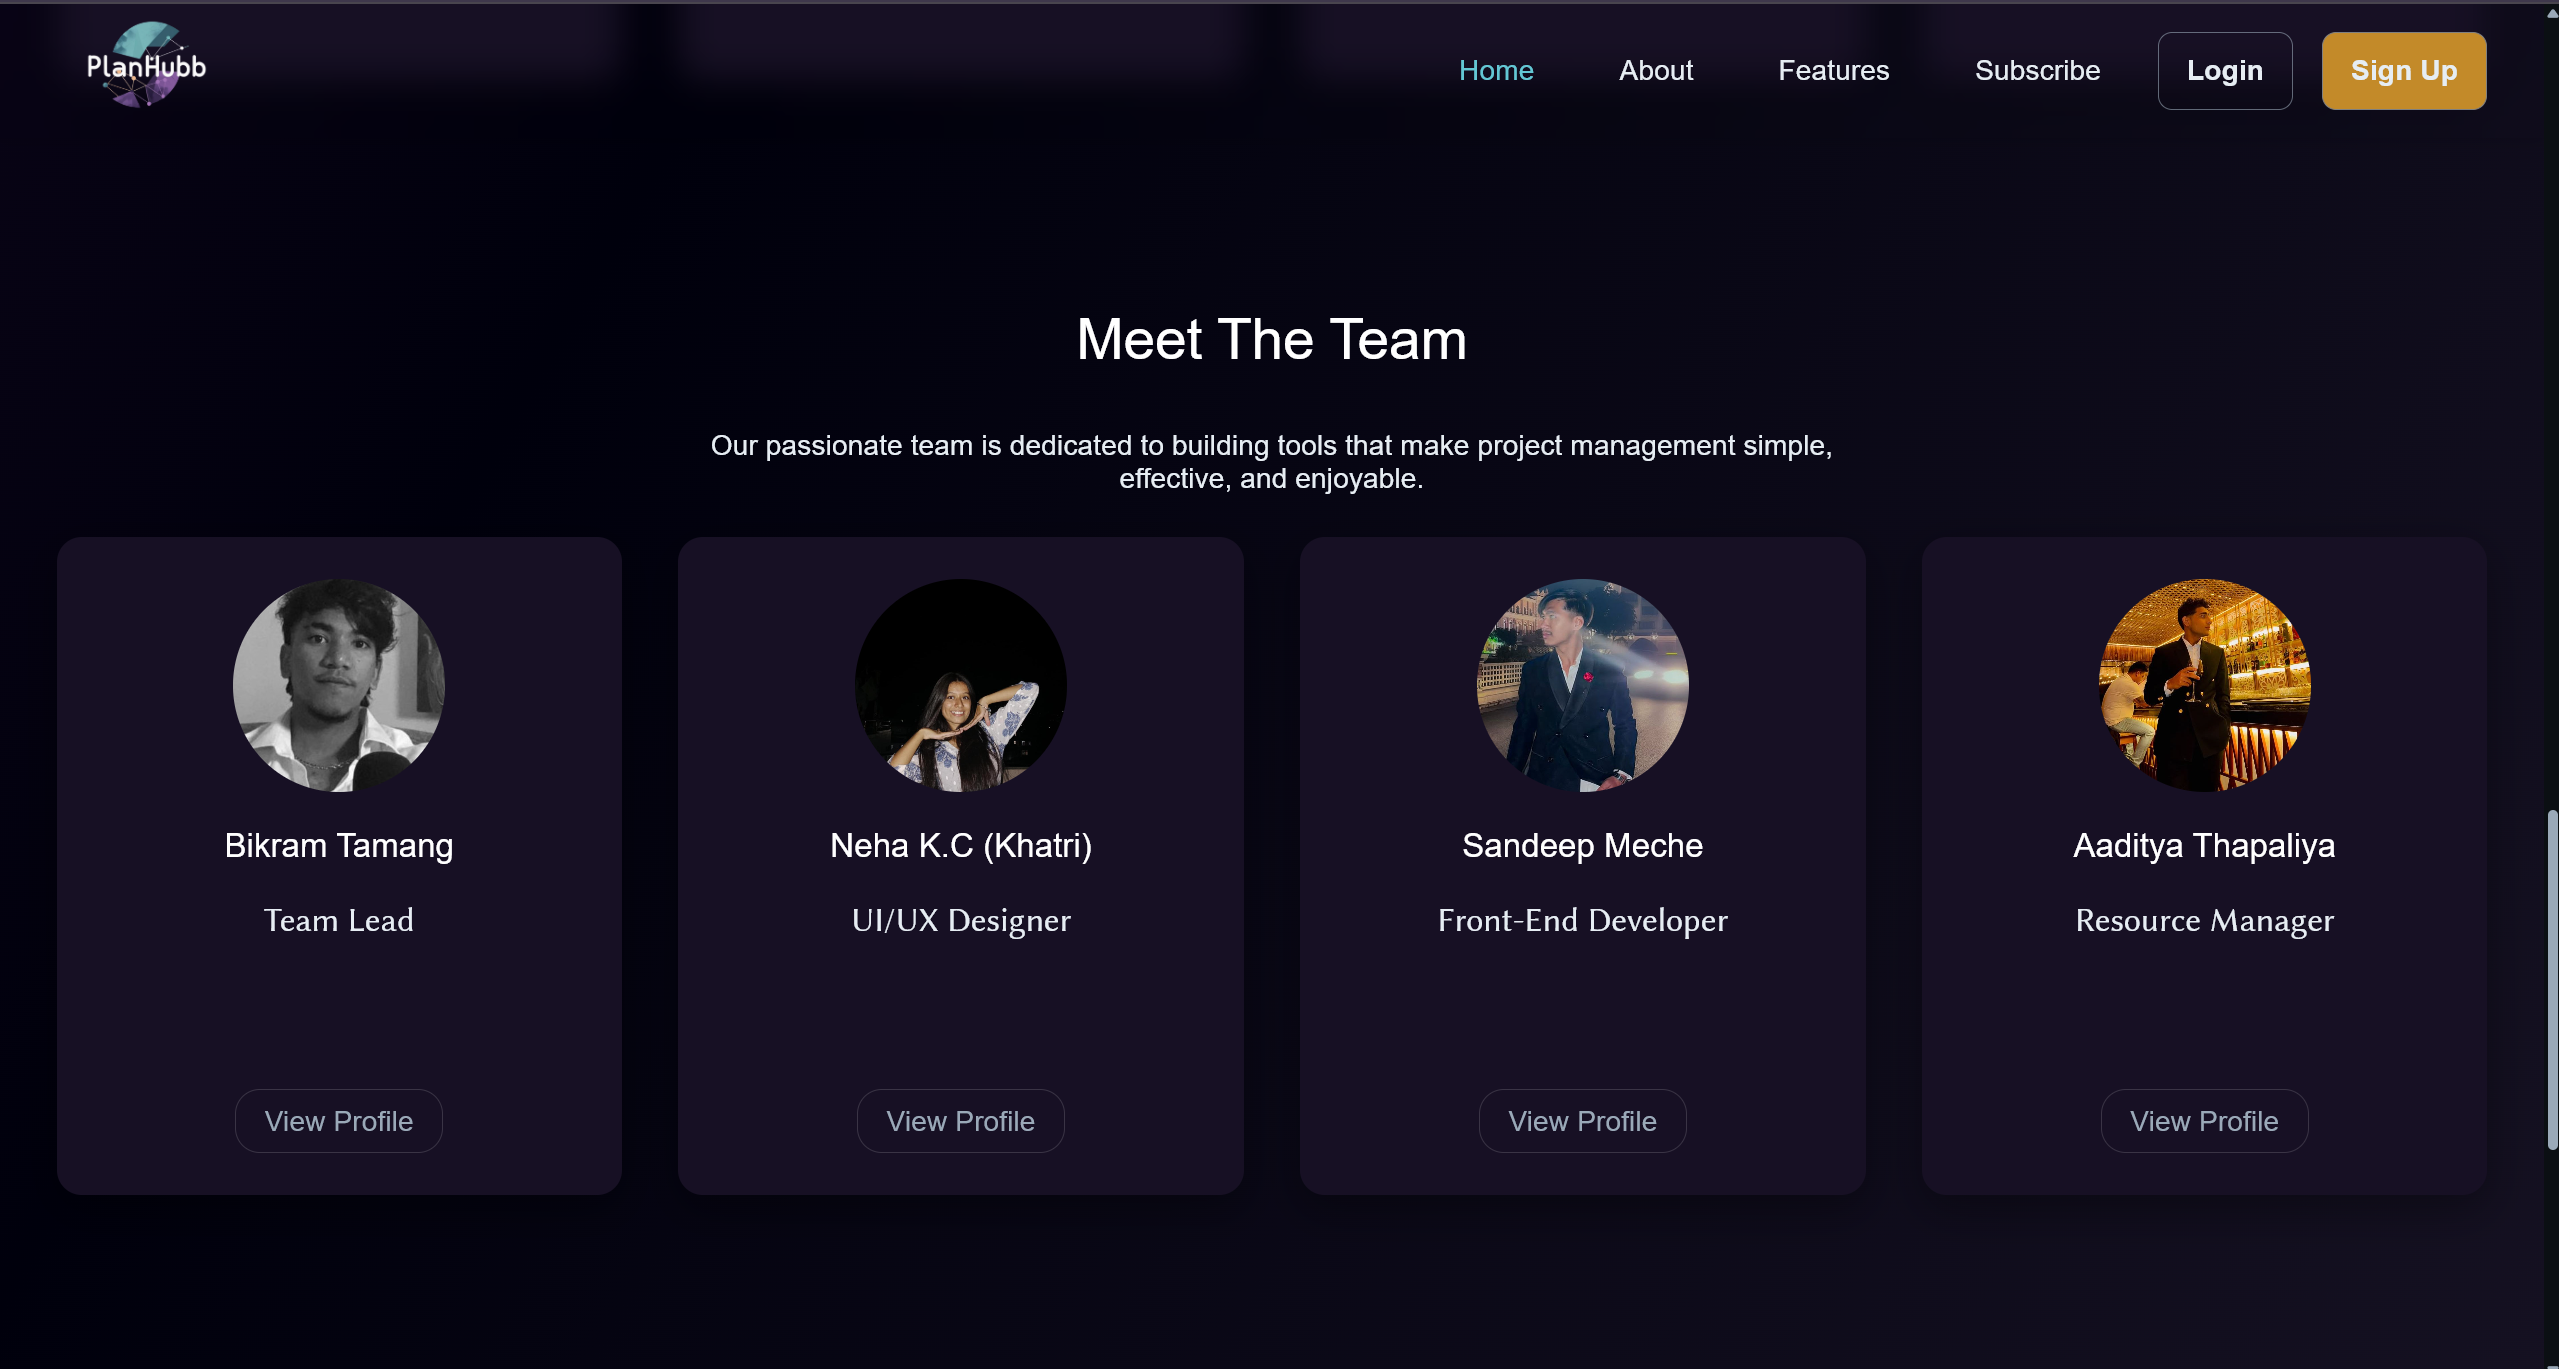 PlanHubb
Home About Features Subscribe Login Sign Up
Meet The Team
Our passionate team is dedicated to building tools that make project management simple,
effective, and enjoyable.
Bikram Tamang
Team Lead
View Profile
Neha K.C (Khatri)
UI/UX Designer
View Profile
Sandeep Meche
Front-End Developer
View Profile
Aaditya Thapaliya
Resource Manager
View Profile